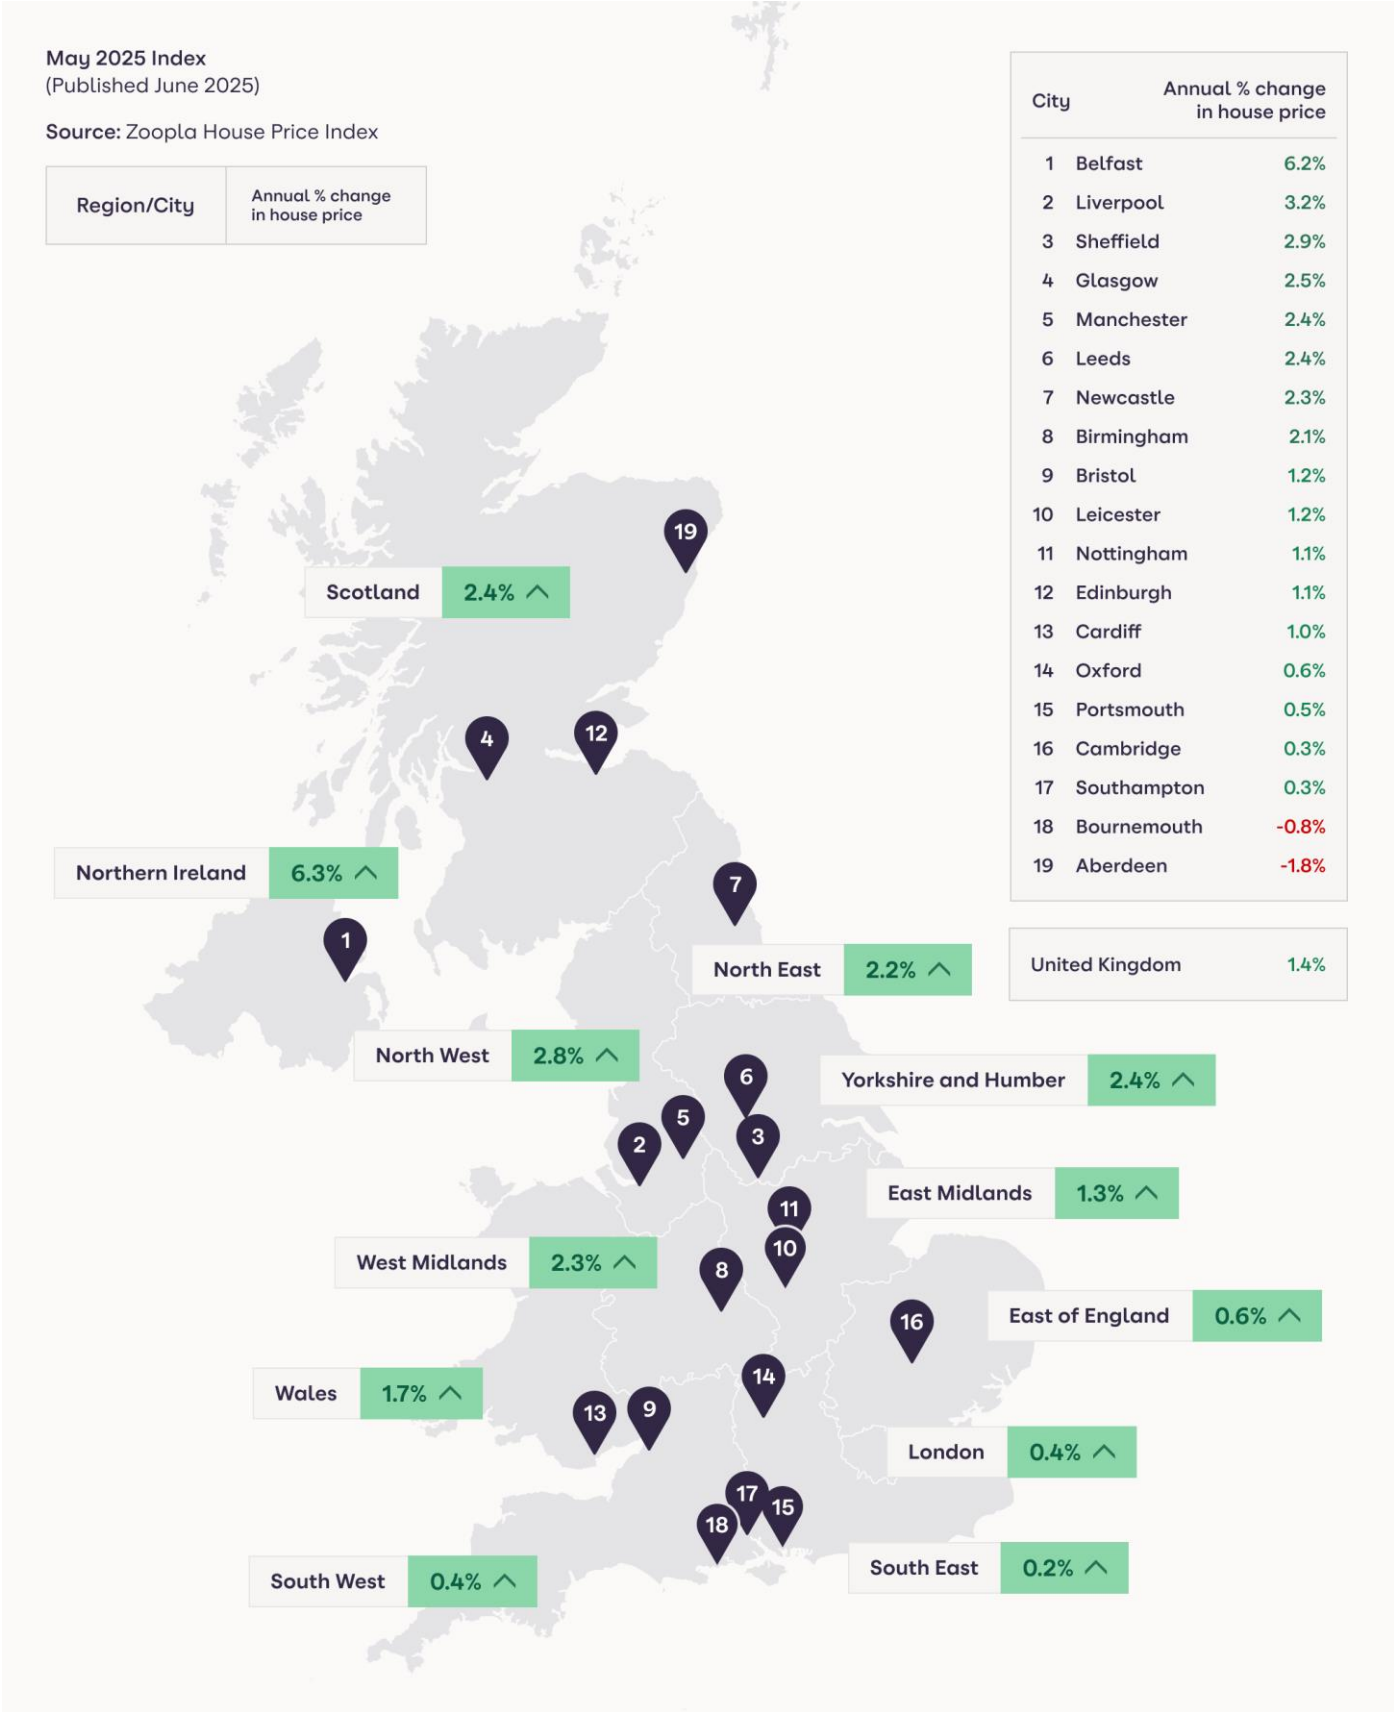 May 2025 Index
(Published June 2025)
Source: Zoopla House Price Index
Region/City
Annual % change
in house price
City
Annual % change
in house price
1 Belfast 6.2%
2 Liverpool 3.2%
3 Sheffield 2.9%
4 Glasgow 2.5%
5 Manchester 2.4%
6 Leeds 2.4%
7 Newcastle 2.3%
8 Birmingham 2.1%
9 Bristol 1.2%
10 Leicester 1.2%
11 Nottingham 1.1%
12 Edinburgh 1.1%
13 Cardiff 1.0%
14 Oxford 0.6%
15 Portsmouth 0.5%
16 Cambridge 0.3%
17 Southampton 0.3%
18 Bournemouth -0.8%
19 Aberdeen -1.8%
United Kingdom 1.4%
19
Scotland 2.4%
4
12
Northern Ireland 6.3%
7
1
North East 2.2%
North West 2.8%
6
Yorkshire and Humber 2.4%
5
3
2
East Midlands 1.3%
11
10
West Midlands 2.3%
8
East of England 0.6%
16
14
Wales 1.7%
13
9
London 0.4%
17
15
18
South East 0.2%
South West 0.4%